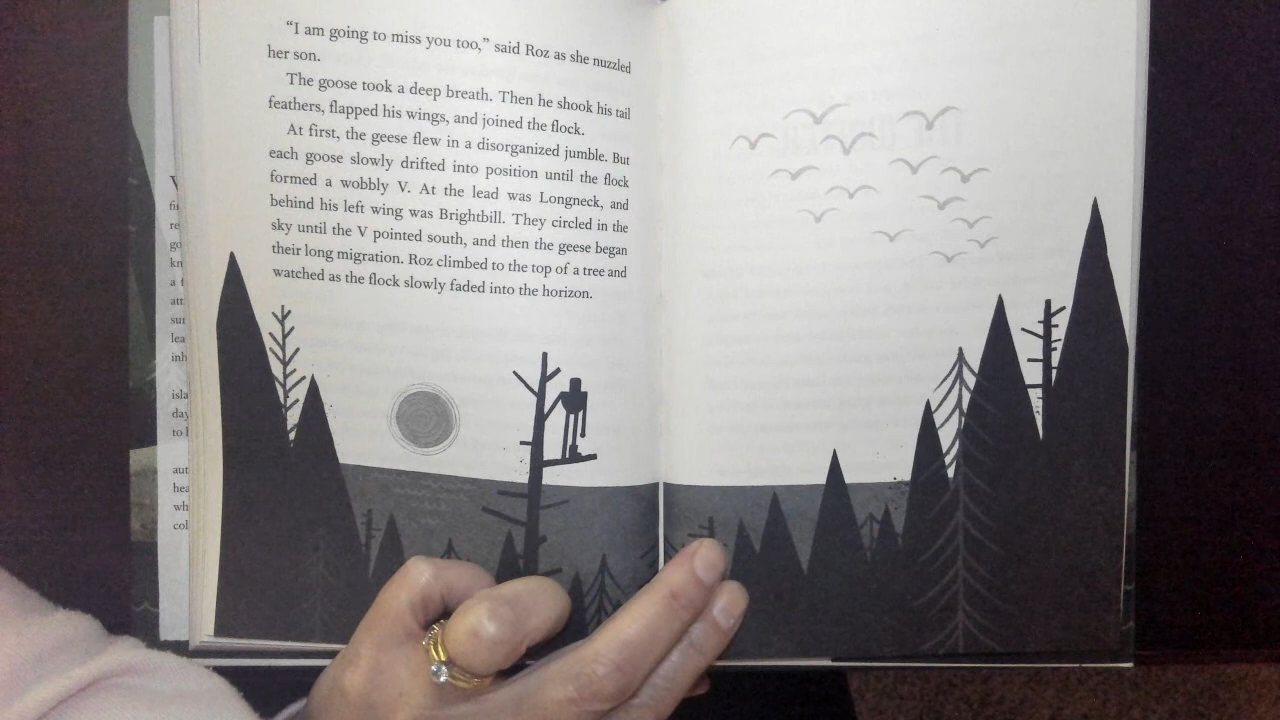 “I am going to miss you too,” said Roz as she nuzzled
her son.
The goose took a deep breath. Then he shook his tail
feathers, flapped his wings, and joined the flock.
At first, the geese flew in a disorganized jumble. But
each goose slowly drifted into position until the flock
formed a wobbly V. At the lead was Longneck, and
behind his left wing was Brightbill. They circled in the
sky until the V pointed south, and then the geese began
their long migration. Roz climbed to the top of a tree and
watched as the flock slowly faded into the horizon.